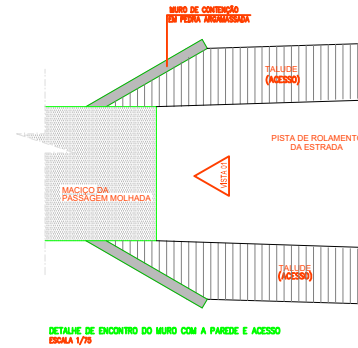 MURO DE CONTENÇÃO
EM PEDRA ARGAMASSADA
TALUDE
(ACESSO)
PISTA DE ROLAMENTO
DA ESTRADA
VISTA 01
MACIÇO DA
PASSAGEM MOLHADA
TALUDE
(ACESSO)
DETALHE DE ENCONTRO DO MURO COM A PAREDE E ACESSO
ESCALA 1/75